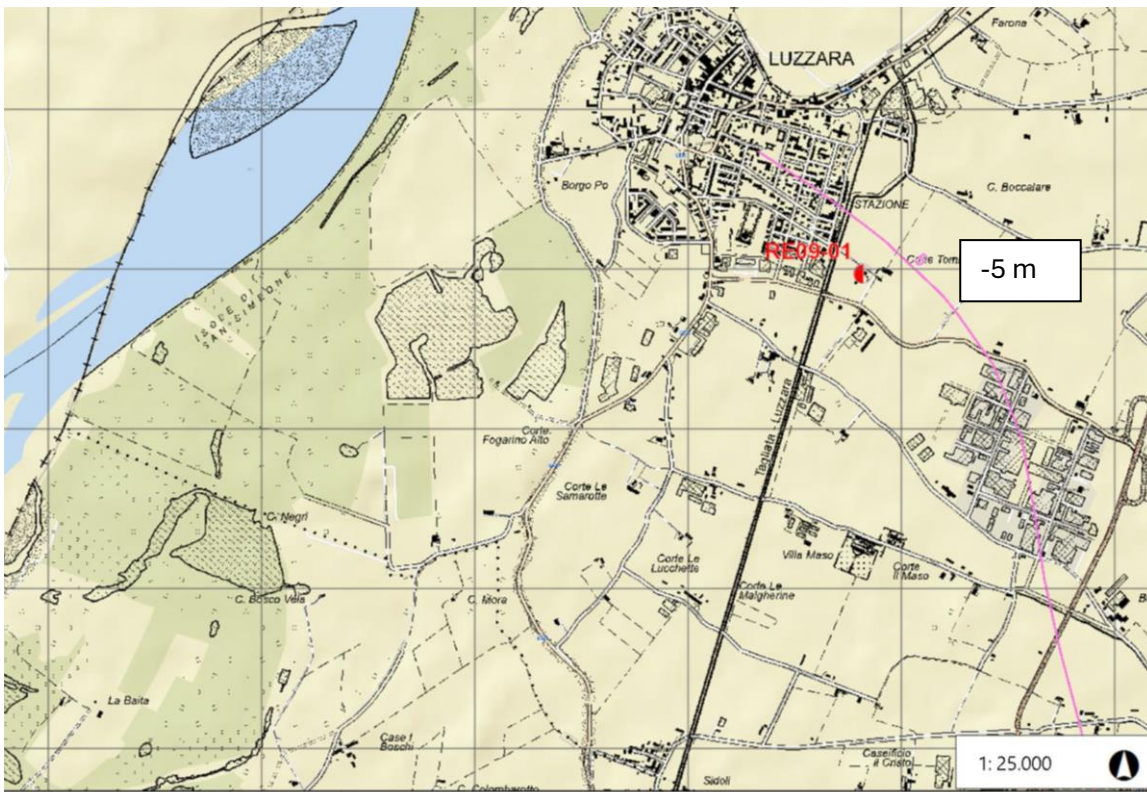 Farona
LUZZARA
Borgo Po
C. Boccalare
STAZIONE
RE09-01
-5 m
ISOLE DI
SAN SIMEONE
Tagliata - Luzzara
Corte
Fogarino Alto
Corte Le
Samarotte
C. Negri
Villa Maso
Corte Le
Lucchette
Corte
Il Maso
Corte Le
Malgherine
C. Bosco Vela
C. Mora
La Baita
Case I
Boschi
Caseificio
il Cristo
1: 25.000
Sidoli
C. Colombarotto